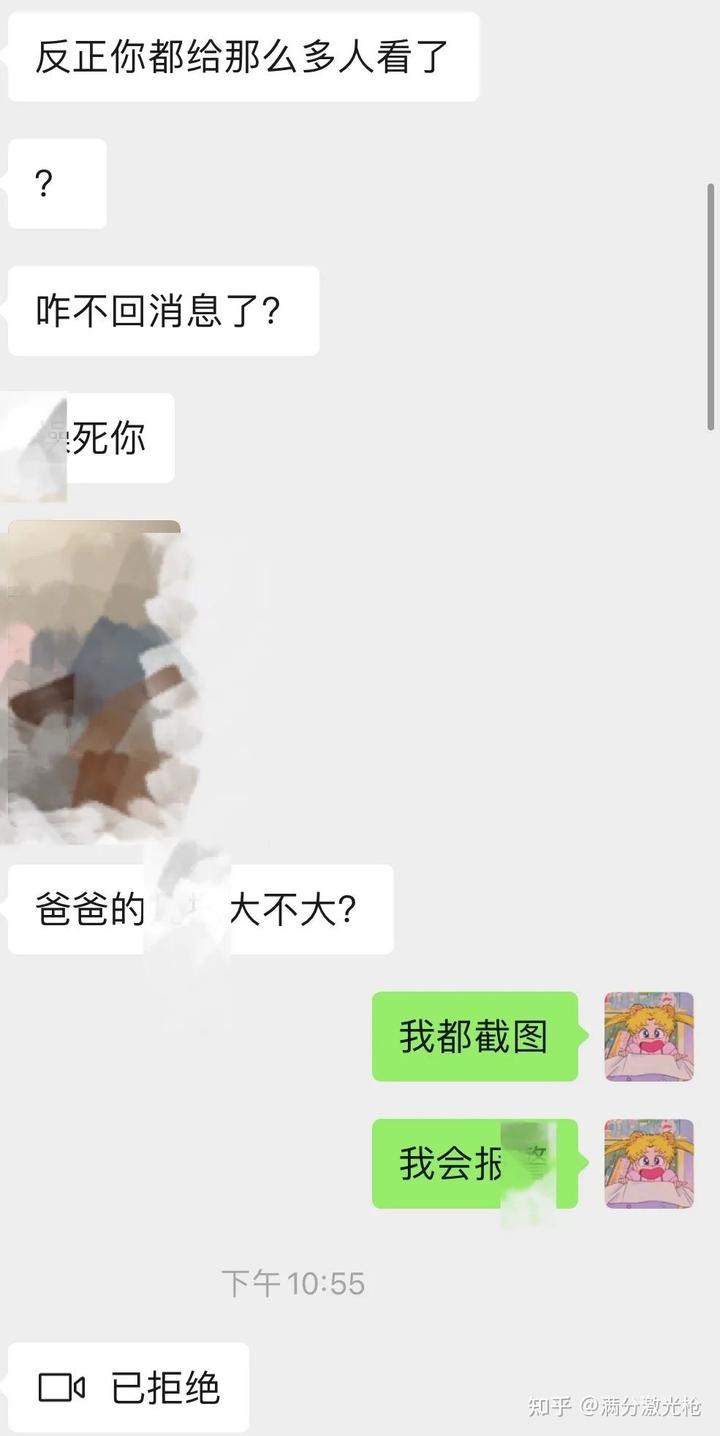 反正你都给那么多人看了
?
咋不回消息了?
死你
爸爸的 大不大?
我都截图
我会报
下午10:55
已拒绝
知乎 @满分激光枪